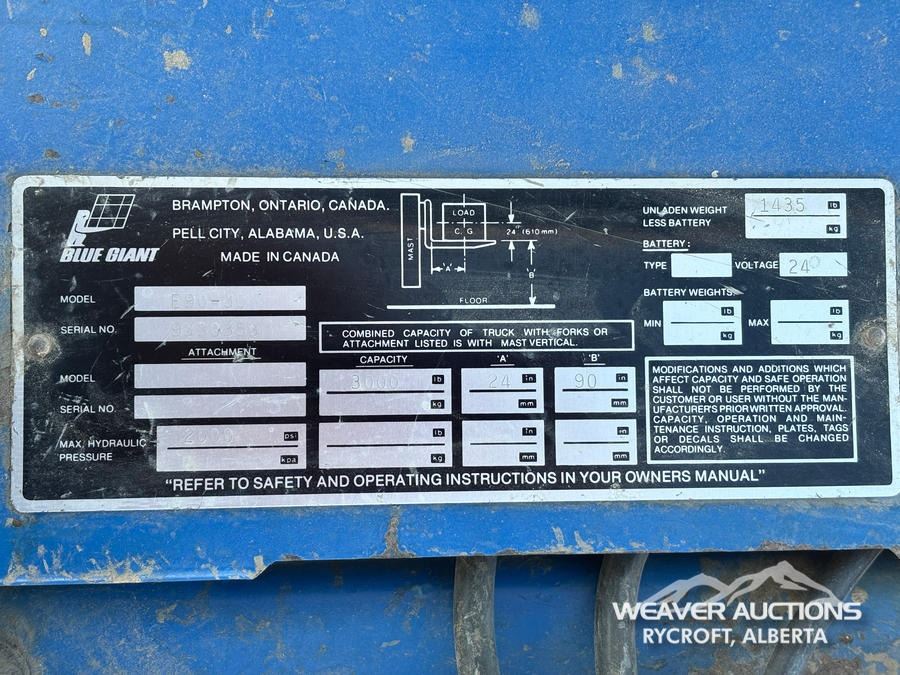 BLUE GIANT
BRAMPTON, ONTARIO, CANADA.
PELL CITY, ALABAMA, U.S.A.
MADE IN CANADA
MAST
LOAD
C.G.
24" (610mm)
'A'
'B'
FLOOR
UNLADEN WEIGHT 1435 lb
LESS BATTERY kg
BATTERY:
TYPE VOLTAGE 24
BATTERY WEIGHTS:
MIN lb kg MAX lb kg
MODEL
SERIAL NO.
ATTACHMENT
MODEL
SERIAL NO.
MAX. HYDRAULIC psi
PRESSURE kpa
COMBINED CAPACITY OF TRUCK WITH FORKS OR
ATTACHMENT LISTED IS WITH MAST VERTICAL.
CAPACITY 'A' 'B'
3000 lb 24 in 90 in
kg mm mm
lb in in
kg mm mm
MODIFICATIONS AND ADDITIONS WHICH
AFFECT CAPACITY AND SAFE OPERATION
SHALL NOT BE PERFORMED BY THE
CUSTOMER OR USER WITHOUT THE MAN-
UFACTURER'S PRIOR WRITTEN APPROVAL.
CAPACITY, OPERATION AND MAIN-
TENANCE INSTRUCTION, PLATES, TAGS
OR DECALS SHALL BE CHANGED
ACCORDINGLY.
"REFER TO SAFETY AND OPERATING INSTRUCTIONS IN YOUR OWNERS MANUAL"
WEAVER AUCTIONS
RYCROFT, ALBERTA